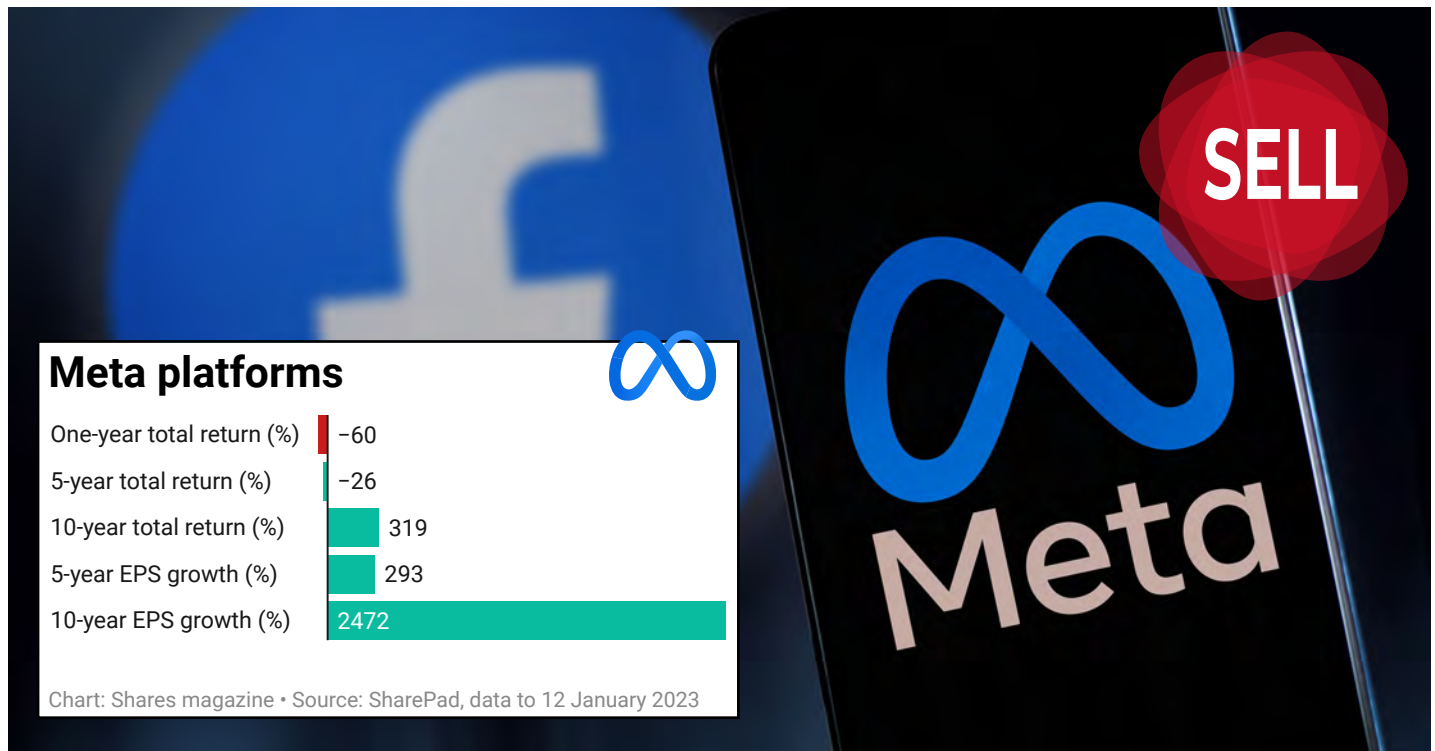 SELL
Meta
Meta platforms
One-year total return (%) −60
5-year total return (%) −26
10-year total return (%) 319
5-year EPS growth (%) 293
10-year EPS growth (%) 2472
Chart: Shares magazine • Source: SharePad, data to 12 January 2023